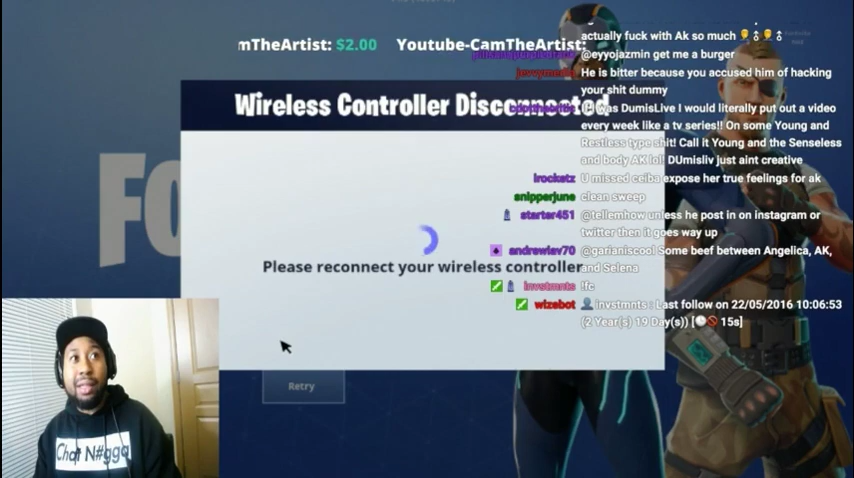 mTheArtist: $2.00 Youtube-CamTheArtist:
actually fuck with Ak so much
@eyyojazmin get me a burger
He is bitter because you accused him of hacking
your shit dummy
Wireless Controller Disconnected
was DumisLive I would literally put out a video
every week like a tv series!! On some Young and
Restless type shit! Call it Young and the Senseless
and body AK lol! DUmisliv just aint creative
lrocketz U missed ceiba expose her true feelings for ak
snipperjune clean sweep
starter451 @tellemhow unless he post in on instagram or
twitter then it goes way up
andrewlav70 @garianiscool Some beef between Angelica, AK,
and Selena
Please reconnect your wireless controller
invstmnts !fc
wizebot invstmnts : Last follow on 22/05/2016 10:06:53
(2 Year(s) 19 Day(s)) [15s]
FO
Retry
Chat N#gga